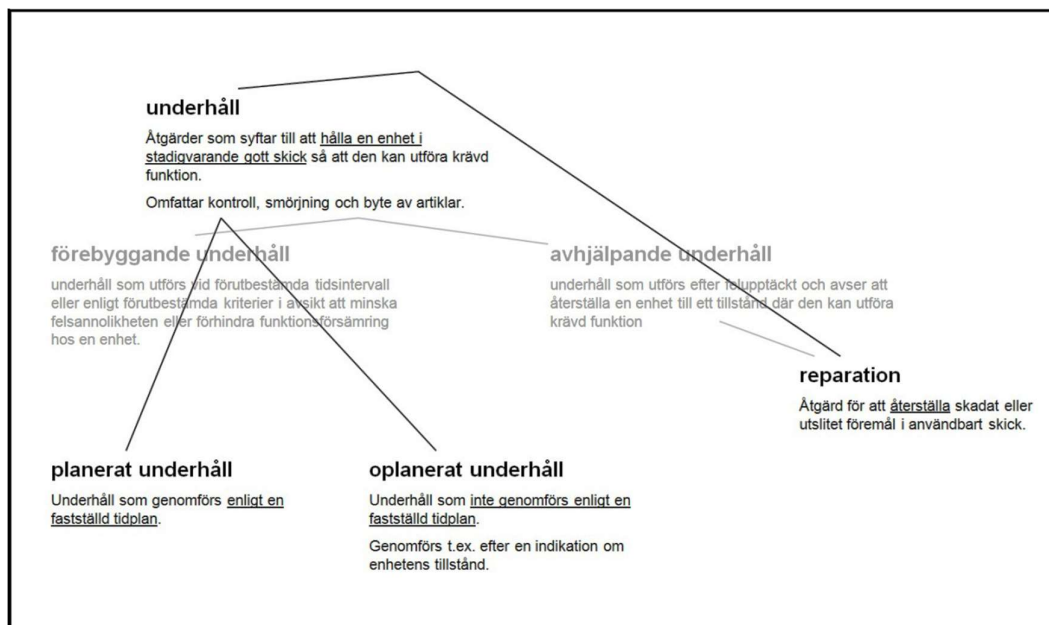 underhåll
Åtgärder som syftar till att hålla en enhet i
stadigvarande gott skick så att den kan utföra krävd
funktion.
Omfattar kontroll, smörjning och byte av artiklar.
förebyggande underhåll
underhåll som utförs vid förutbestämda tidsintervall
eller enligt förutbestämda kriterier i avsikt att minska
felsannolikheten eller förhindra funktionsförsämring
hos en enhet.
avhjälpande underhåll
underhåll som utförs efter felupptäckt och avser att
återställa en enhet till ett tillstånd där den kan utföra
krävd funktion
reparation
Åtgärd för att återställa skadat eller
utslitet föremål i användbart skick.
planerat underhåll
Underhåll som genomförs enligt en
fastställd tidplan.
oplanerat underhåll
Underhåll som inte genomförs enligt en
fastställd tidplan.
Genomförs t.ex. efter en indikation om
enhetens tillstånd.